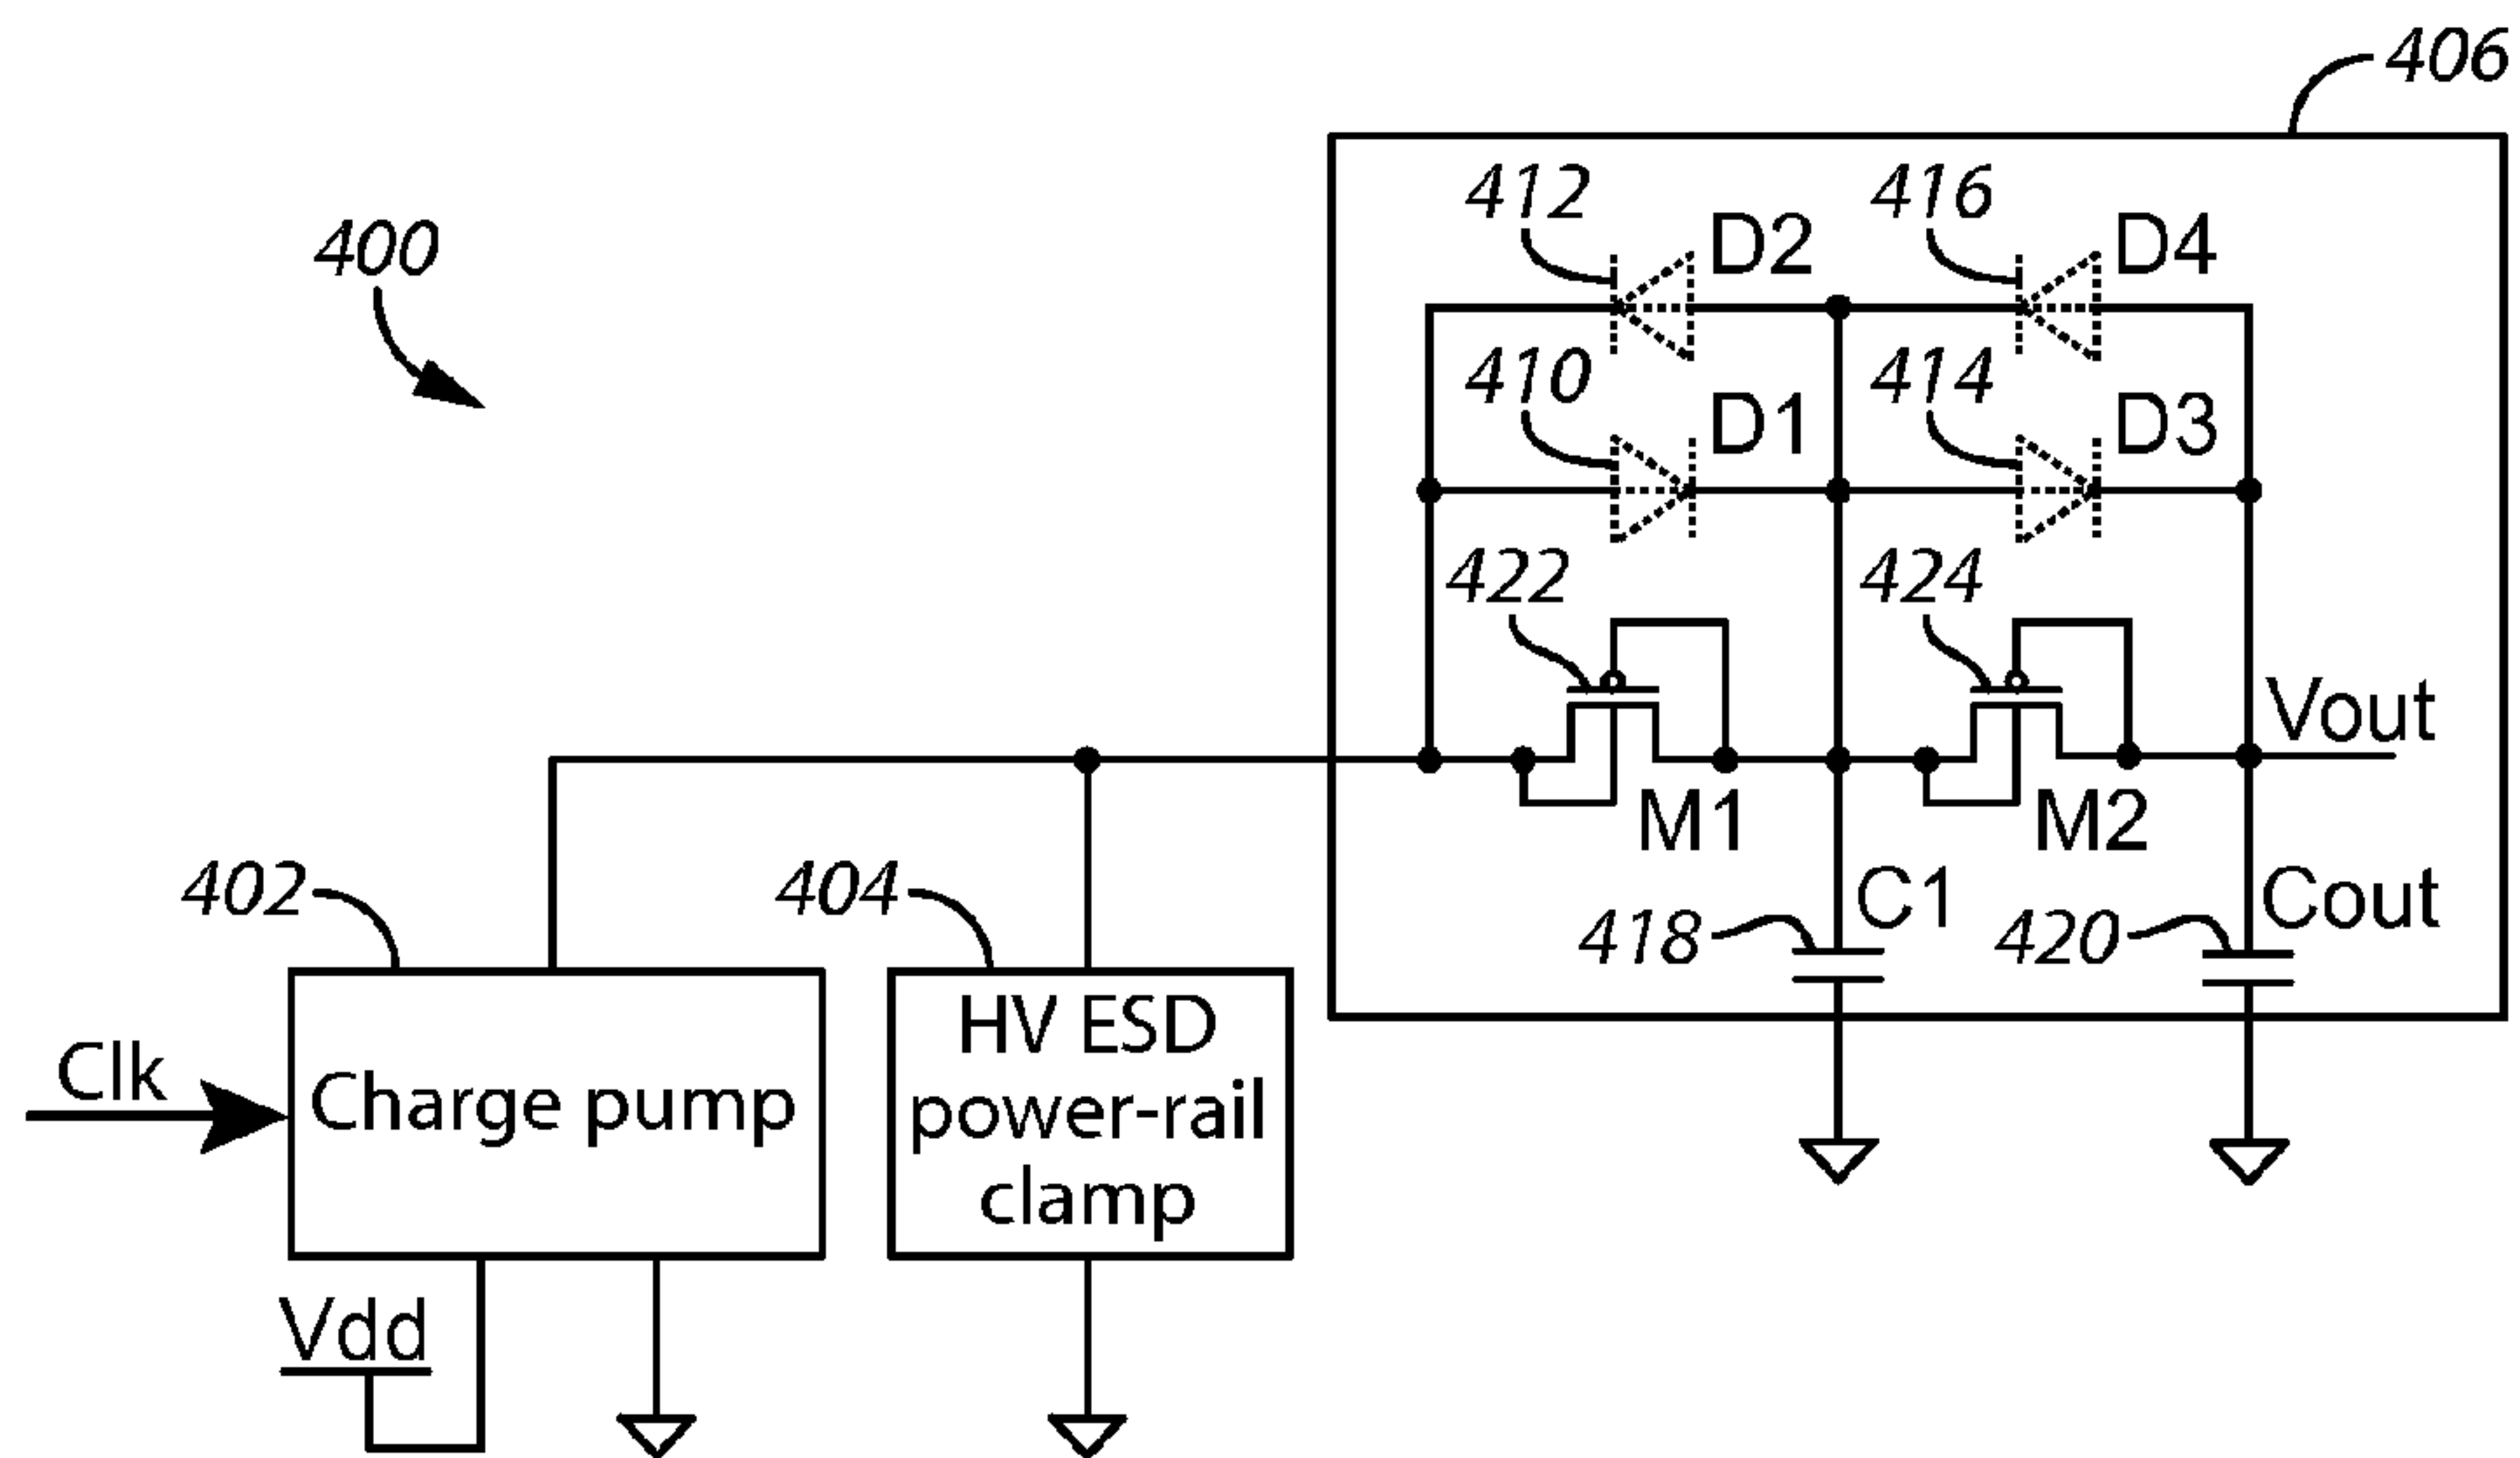 406
412
D2
416
D4
400
410
D1
414
D3
422
424
Vout
M1
M2
402
404
C1
Cout
418
420
Clk
Charge pump
HV ESD
power-rail
clamp
Vdd